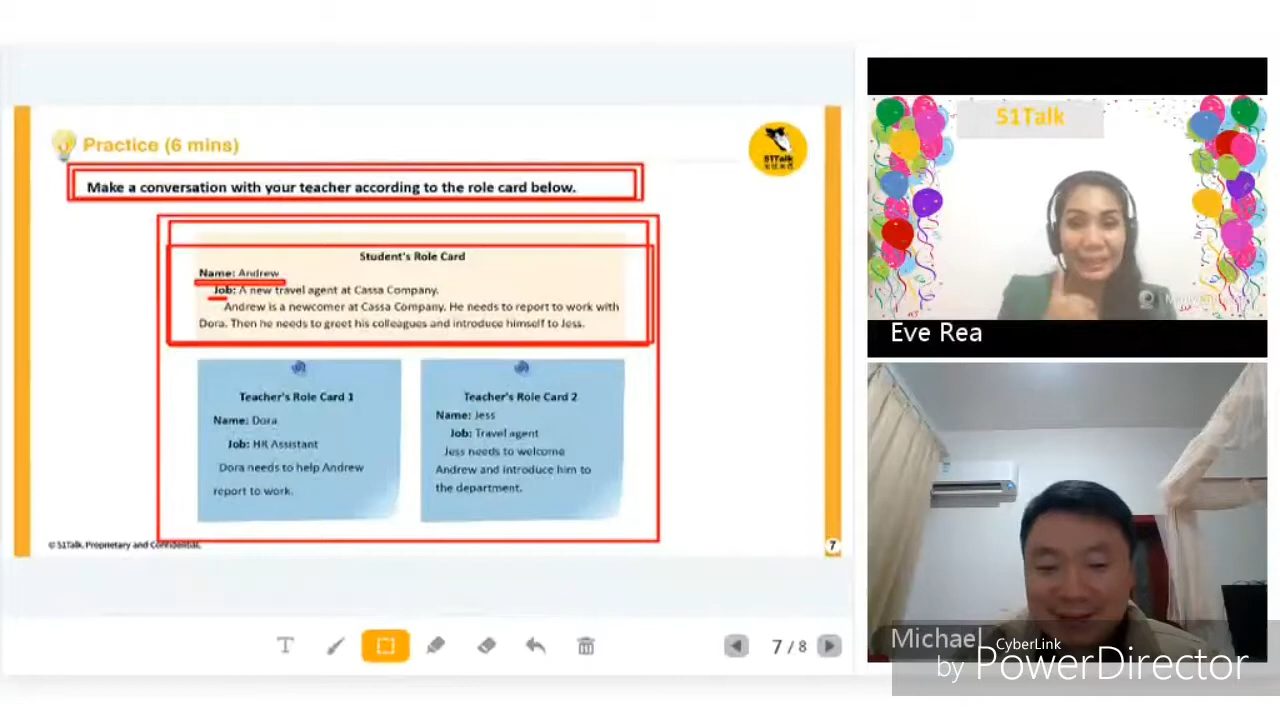 Practice (6 mins)
51Talk
Make a conversation with your teacher according to the role card below.
Student's Role Card
Name: Andrew
Job: A new travel agent at Cassa Company.
Andrew is a newcomer at Cassa Company. He needs to report to work with
Dora. Then he needs to greet his colleagues and introduce himself to Jess.
Teacher's Role Card 1
Name: Dora
Job: HR Assistant
Dora needs to help Andrew
report to work.
Teacher's Role Card 2
Name: Jess
Job: Travel agent
Jess needs to welcome
Andrew and introduce him to
the department.
© 51Talk. Proprietary and Confidential.
7
T
7 / 8
51Talk
Eve Rea
Michael
CyberLink
by PowerDirector